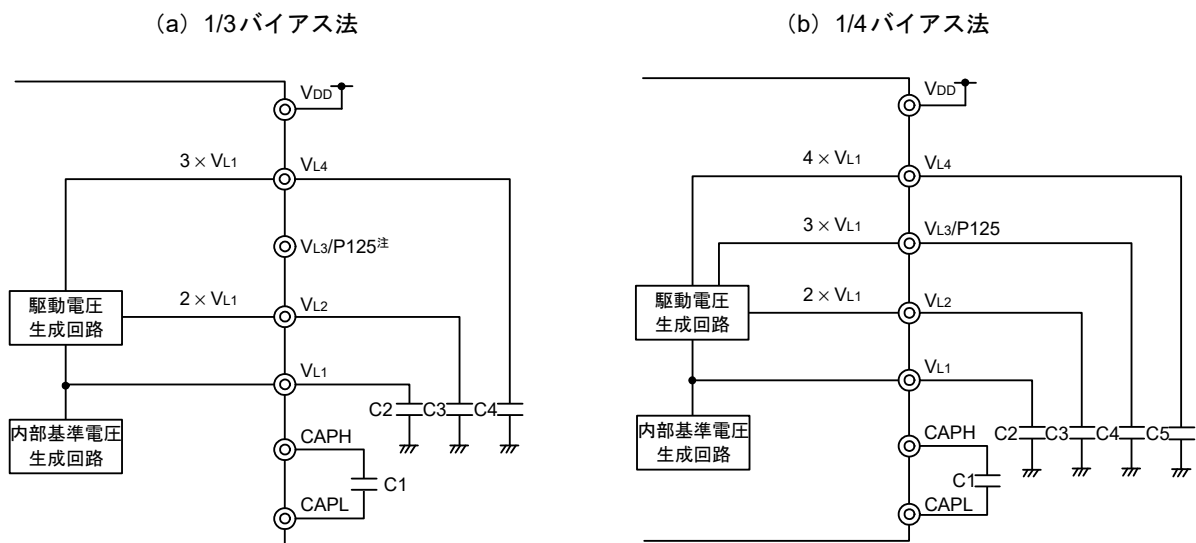 (a) 1/3バイアス法
VDD
3 × VL1
VL4
VL3/P125注
駆動電圧
生成回路
2 × VL1
VL2
VL1
C2
C3
C4
内部基準電圧
生成回路
CAPH
C1
CAPL
(b) 1/4バイアス法
VDD
4 × VL1
VL4
3 × VL1
VL3/P125
駆動電圧
生成回路
2 × VL1
VL2
VL1
C2
C3
C4
C5
内部基準電圧
生成回路
CAPH
C1
CAPL